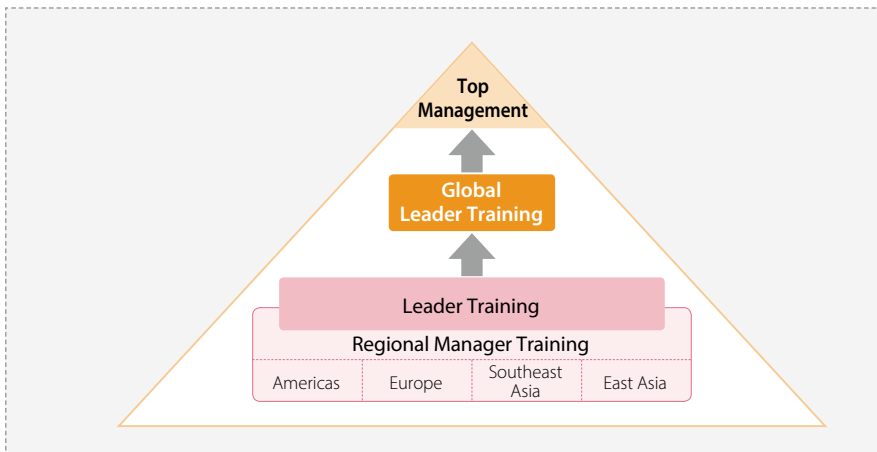 Top
Management
Global
Leader Training
Leader Training
Regional Manager Training
Americas
Europe
Southeast
Asia
East Asia